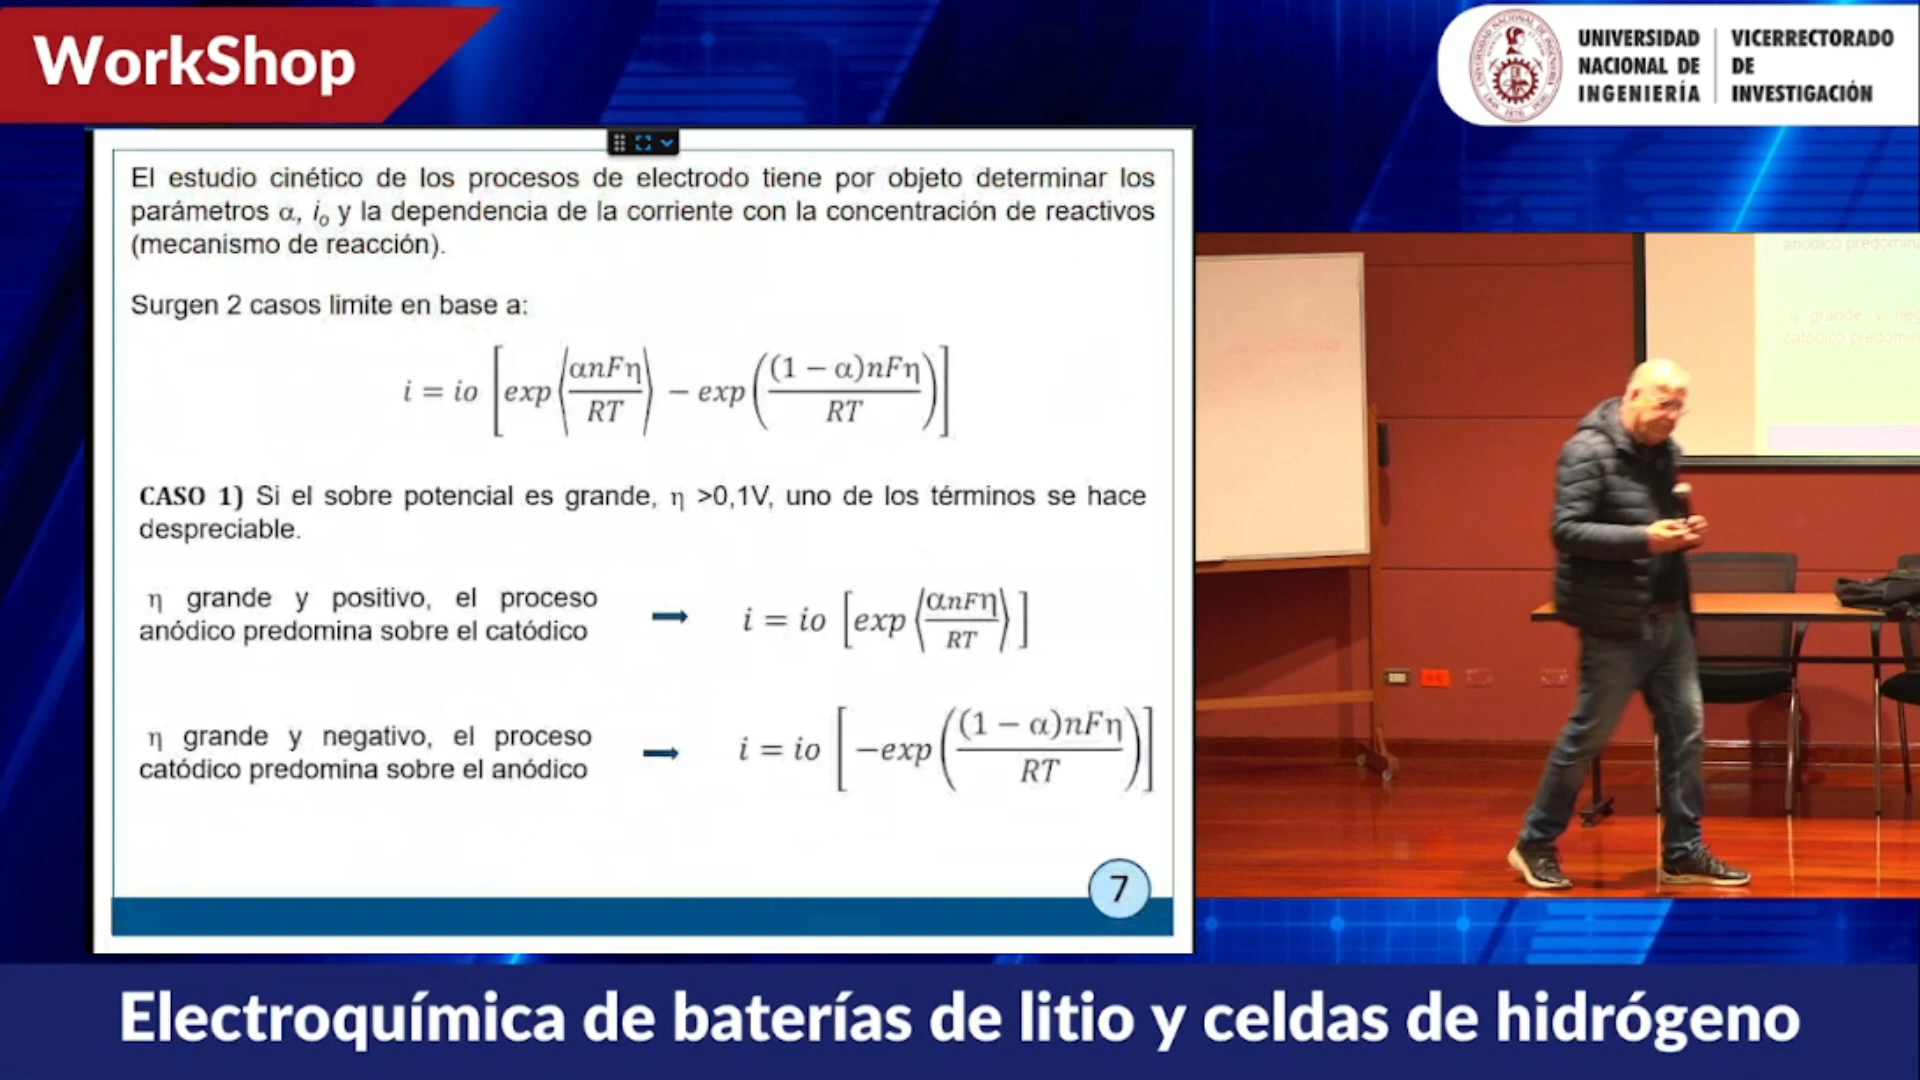 WorkShop
UNIVERSIDAD
NACIONAL DE
INGENIERÍA
VICERRECTORADO
DE
INVESTIGACIÓN
El estudio cinético de los procesos de electrodo tiene por objeto determinar los
parámetros α, i₀ y la dependencia de la corriente con la concentración de reactivos
(mecanismo de reacción).
Surgen 2 casos limite en base a:
i = io [exp⟨αnFη/RT⟩ − exp((1 − α)nFη/RT)]
CASO 1) Si el sobre potencial es grande, η >0,1V, uno de los términos se hace
despreciable.
η grande y positivo, el proceso
anódico predomina sobre el catódico
i = io [exp⟨αnFη/RT⟩]
η grande y negativo, el proceso
catódico predomina sobre el anódico
i = io [−exp((1 − α)nFη/RT)]
7
Electroquímica de baterías de litio y celdas de hidrógeno